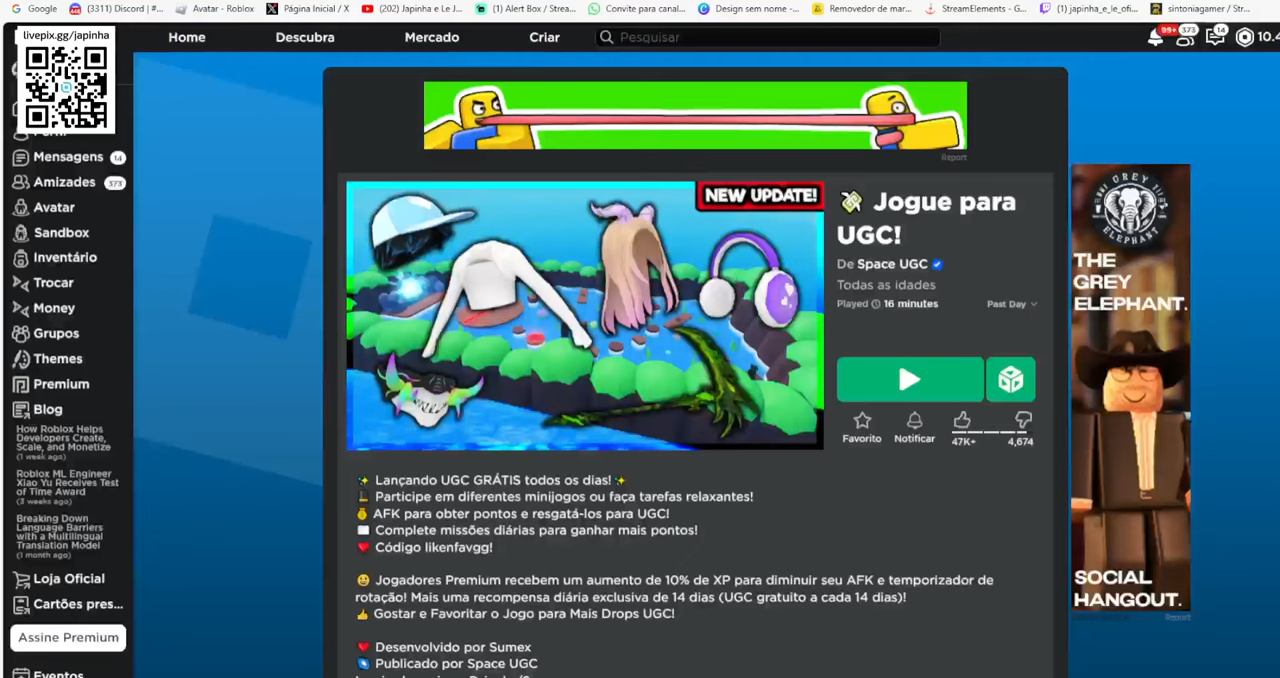 Google
(3311) Discord | #...
Avatar - Roblox
Página Inicial / X
(202) Japinha e Le J...
(1) Alert Box / Strea...
Convite para canal...
Design sem nome -...
Removedor de mar...
StreamElements - G...
(1) japinha_e_le_ofi...
sintoniagamer / Str...
livepix.gg/japinha
Home
Descubra
Mercado
Criar
Pesquisar
99+
373
14
10.4
Mensagens 14
Amizades 373
Avatar
Sandbox
Inventário
Trocar
Money
Grupos
Themes
Premium
Blog
How Roblox Helps
Developers Create,
Scale, and Monetize
(1 week ago)
Roblox ML Engineer
Xiao Yu Receives Test
of Time Award
(3 weeks ago)
Breaking Down
Language Barriers
with a Multilingual
Translation Model
(1 month ago)
Loja Oficial
Cartões pres...
Assine Premium
Eventos
Report
NEW UPDATE!
💸 Jogue para
UGC!
De Space UGC
Todas as idades
Played 16 minutes
Past Day
Favorito
Notificar
47K+
4,674
✨ Lançando UGC GRÁTIS todos os dias! ✨
Participe em diferentes minijogos ou faça tarefas relaxantes!
💰 AFK para obter pontos e resgatá-los para UGC!
Complete missões diárias para ganhar mais pontos!
❤️ Código likenfavgg!
😃 Jogadores Premium recebem um aumento de 10% de XP para diminuir seu AFK e temporizador de
rotação! Mais uma recompensa diária exclusiva de 14 dias (UGC gratuito a cada 14 dias)!
👍 Gostar e Favoritar o Jogo para Mais Drops UGC!
❤️ Desenvolvido por Sumex
Publicado por Space UGC
GREY
ELEPHANT
THE
GREY
ELEPHANT.
SOCIAL
HANGOUT.
Report